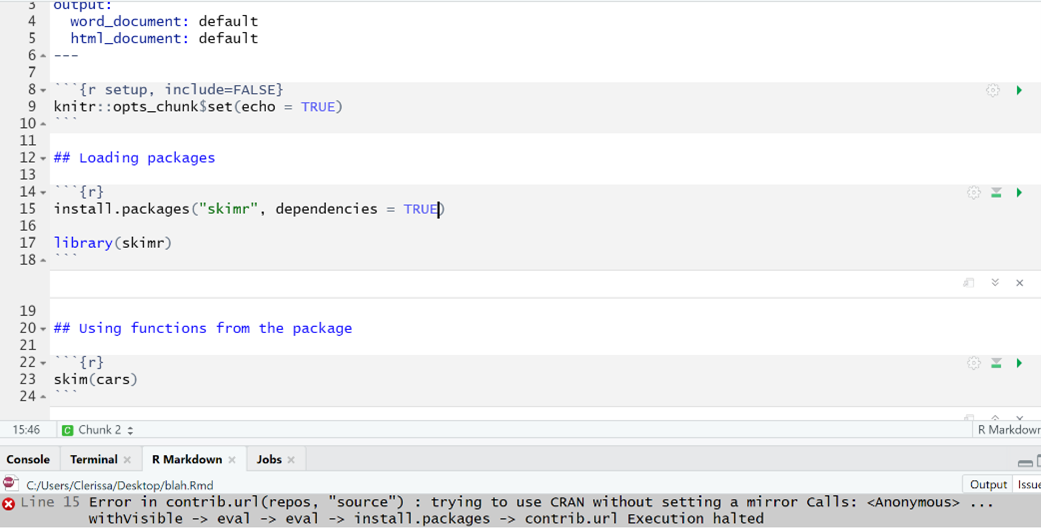 3 output:
4 word_document: default
5 html_document: default
6 ---
7
8 ```{r setup, include=FALSE}
9 knitr::opts_chunk$set(echo = TRUE)
10 ```
11
12 ## Loading packages
13
14 ```{r}
15 install.packages("skimr", dependencies = TRUE)
16
17 library(skimr)
18 ```
19
20 ## Using functions from the package
21
22 ```{r}
23 skim(cars)
24 ```
15:46 C Chunk 2 R Markdown
Console Terminal R Markdown Jobs
C:/Users/Clerissa/Desktop/blah.Rmd Output Issue
Line 15 Error in contrib.url(repos, "source") : trying to use CRAN without setting a mirror Calls: <Anonymous> ...
withVisible -> eval -> eval -> install.packages -> contrib.url Execution halted